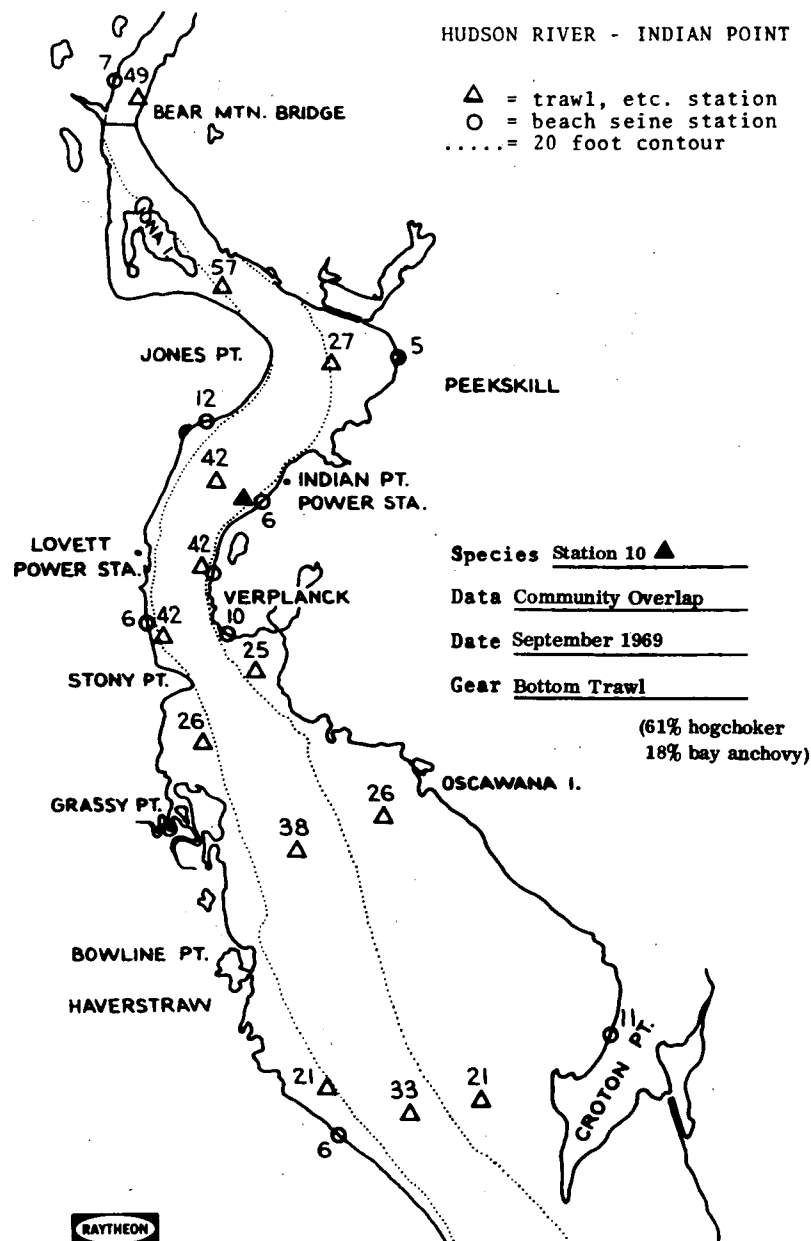 HUDSON RIVER - INDIAN POINT
△ = trawl, etc. station
○ = beach seine station
.....= 20 foot contour
7
49
BEAR MTN. BRIDGE
57
JONES PT.
27
5
PEEKSKILL
12
42
INDIAN PT.
POWER STA.
6
LOVETT
POWER STA.
42
VERPLANCK
6
42
10
25
STONY PT.
26
Species Station 10 ▲
Data Community Overlap
Date September 1969
Gear Bottom Trawl
(61% hogchoker
18% bay anchovy)
OSCAWANA I.
GRASSY PT.
38
26
BOWLINE PT.
HAVERSTRAW
11
CROTON PT.
21
33
21
6
RAYTHEON